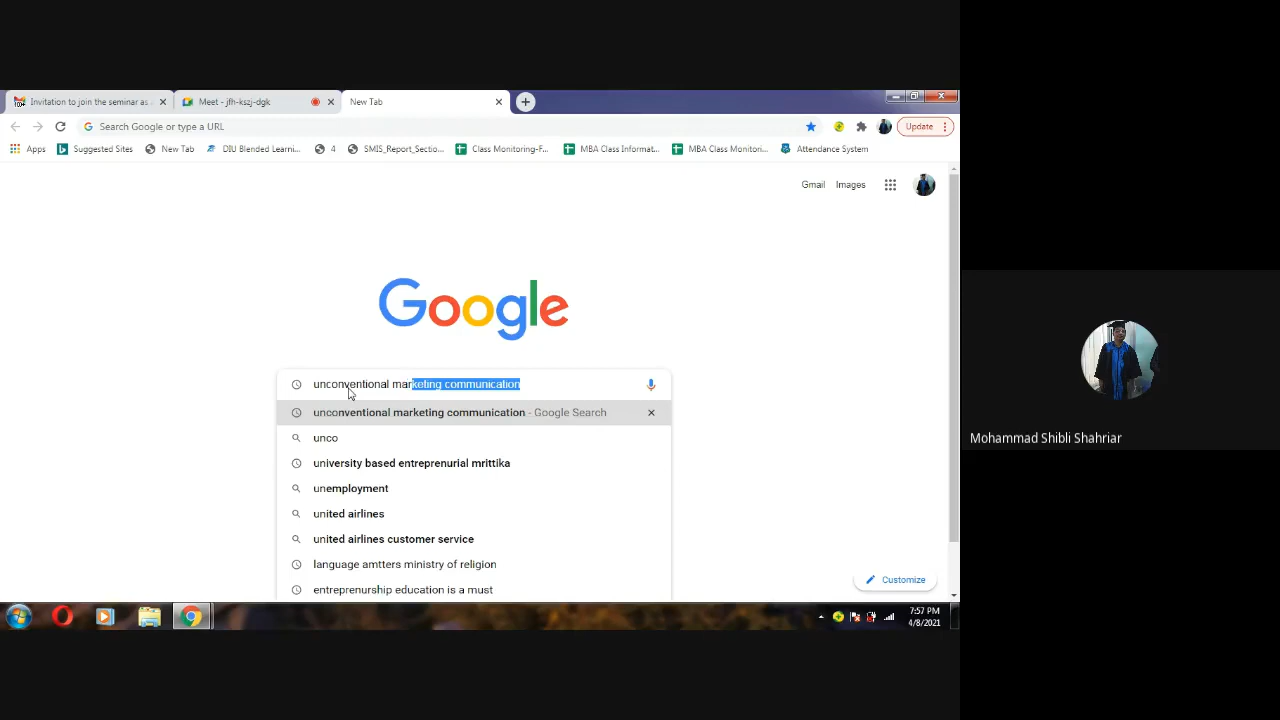 Invitation to join the seminar as
Meet - jfh-kszj-dgk
New Tab
Search Google or type a URL
Update
Apps
Suggested Sites
New Tab
DIU Blended Learni...
4
SMIS_Report_Sectio...
Class Monitoring-F...
MBA Class Informat...
MBA Class Monitori...
Attendance System
Gmail
Images
Google
unconventional marketing communication
unconventional marketing communication - Google Search
unco
university based entreprenurial mrittika
unemployment
united airlines
united airlines customer service
language amtters ministry of religion
entreprenurship education is a must
Customize
7:57 PM
4/8/2021
Mohammad Shibli Shahriar